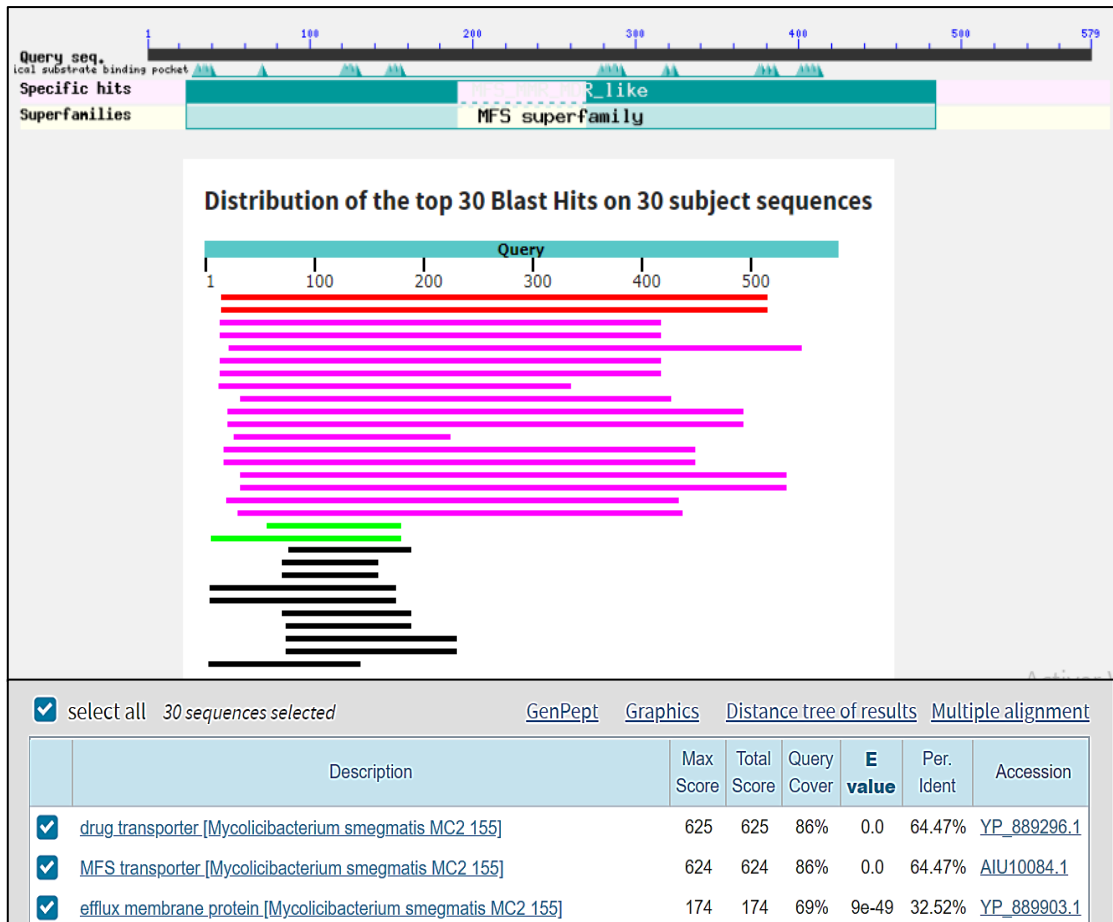 1 100 200 300 400 500 579
Query seq.
ical substrate binding pocket
Specific hits
R_like
Superfamilies
MFS superfamily
Distribution of the top 30 Blast Hits on 30 subject sequences
Query
1 100 200 300 400 500
select all 30 sequences selected GenPept Graphics Distance tree of results Multiple alignment
Description Max Score Total Score Query Cover E value Per. Ident Accession
drug transporter [Mycolicibacterium smegmatis MC2 155] 625 625 86% 0.0 64.47% YP_889296.1
MFS transporter [Mycolicibacterium smegmatis MC2 155] 624 624 86% 0.0 64.47% AIU10084.1
efflux membrane protein [Mycolicibacterium smegmatis MC2 155] 174 174 69% 9e-49 32.52% YP_889903.1